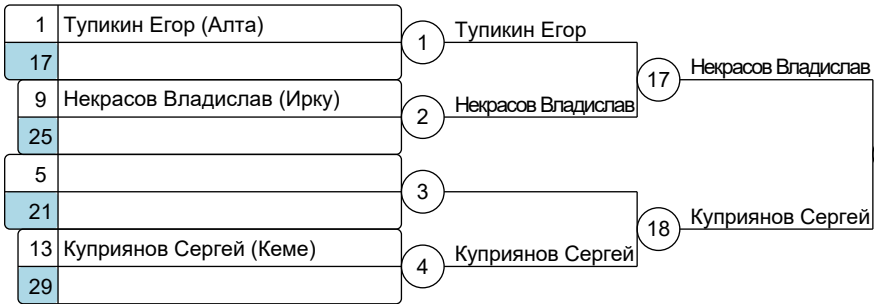 1 Тупикин Егор (Алта)
17
9 Некрасов Владислав (Ирку)
25
5
21
13 Куприянов Сергей (Кеме)
29
1 Тупикин Егор
2 Некрасов Владислав
3
4 Куприянов Сергей
17 Некрасов Владислав
18 Куприянов Сергей